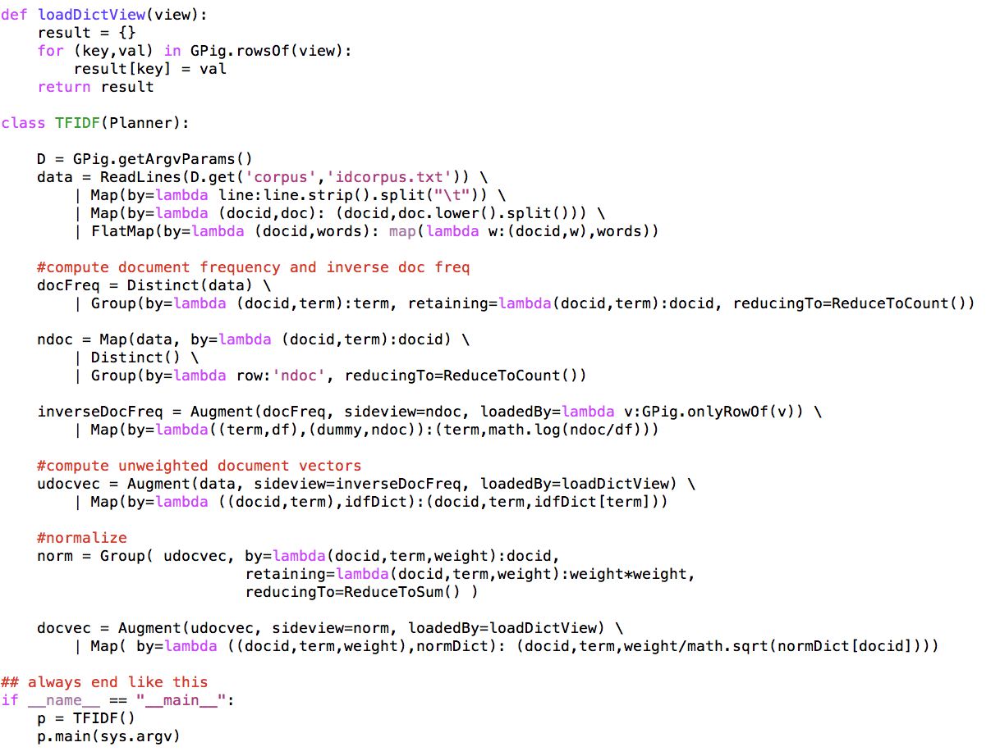 def loadDictView(view):
    result = {}
    for (key,val) in GPig.rowsOf(view):
        result[key] = val
    return result

class TFIDF(Planner):

    D = GPig.getArgvParams()
    data = ReadLines(D.get('corpus','idcorpus.txt')) \
        | Map(by=lambda line:line.strip().split("\t")) \
        | Map(by=lambda (docid,doc): (docid,doc.lower().split())) \
        | FlatMap(by=lambda (docid,words): map(lambda w:(docid,w),words))

    #compute document frequency and inverse doc freq
    docFreq = Distinct(data) \
        | Group(by=lambda (docid,term):term, retaining=lambda(docid,term):docid, reducingTo=ReduceToCount())

    ndoc = Map(data, by=lambda (docid,term):docid) \
        | Distinct() \
        | Group(by=lambda row:'ndoc', reducingTo=ReduceToCount())

    inverseDocFreq = Augment(docFreq, sideview=ndoc, loadedBy=lambda v:GPig.onlyRowOf(v)) \
        | Map(by=lambda((term,df),(dummy,ndoc)):(term,math.log(ndoc/df)))

    #compute unweighted document vectors
    udocvec = Augment(data, sideview=inverseDocFreq, loadedBy=loadDictView) \
        | Map(by=lambda ((docid,term),idfDict):(docid,term,idfDict[term]))

    #normalize
    norm = Group( udocvec, by=lambda(docid,term,weight):docid,
                           retaining=lambda(docid,term,weight):weight*weight,
                           reducingTo=ReduceToSum() )

    docvec = Augment(udocvec, sideview=norm, loadedBy=loadDictView) \
        | Map( by=lambda ((docid,term,weight),normDict): (docid,term,weight/math.sqrt(normDict[docid])))

## always end like this
if __name__ == "__main__":
    p = TFIDF()
    p.main(sys.argv)